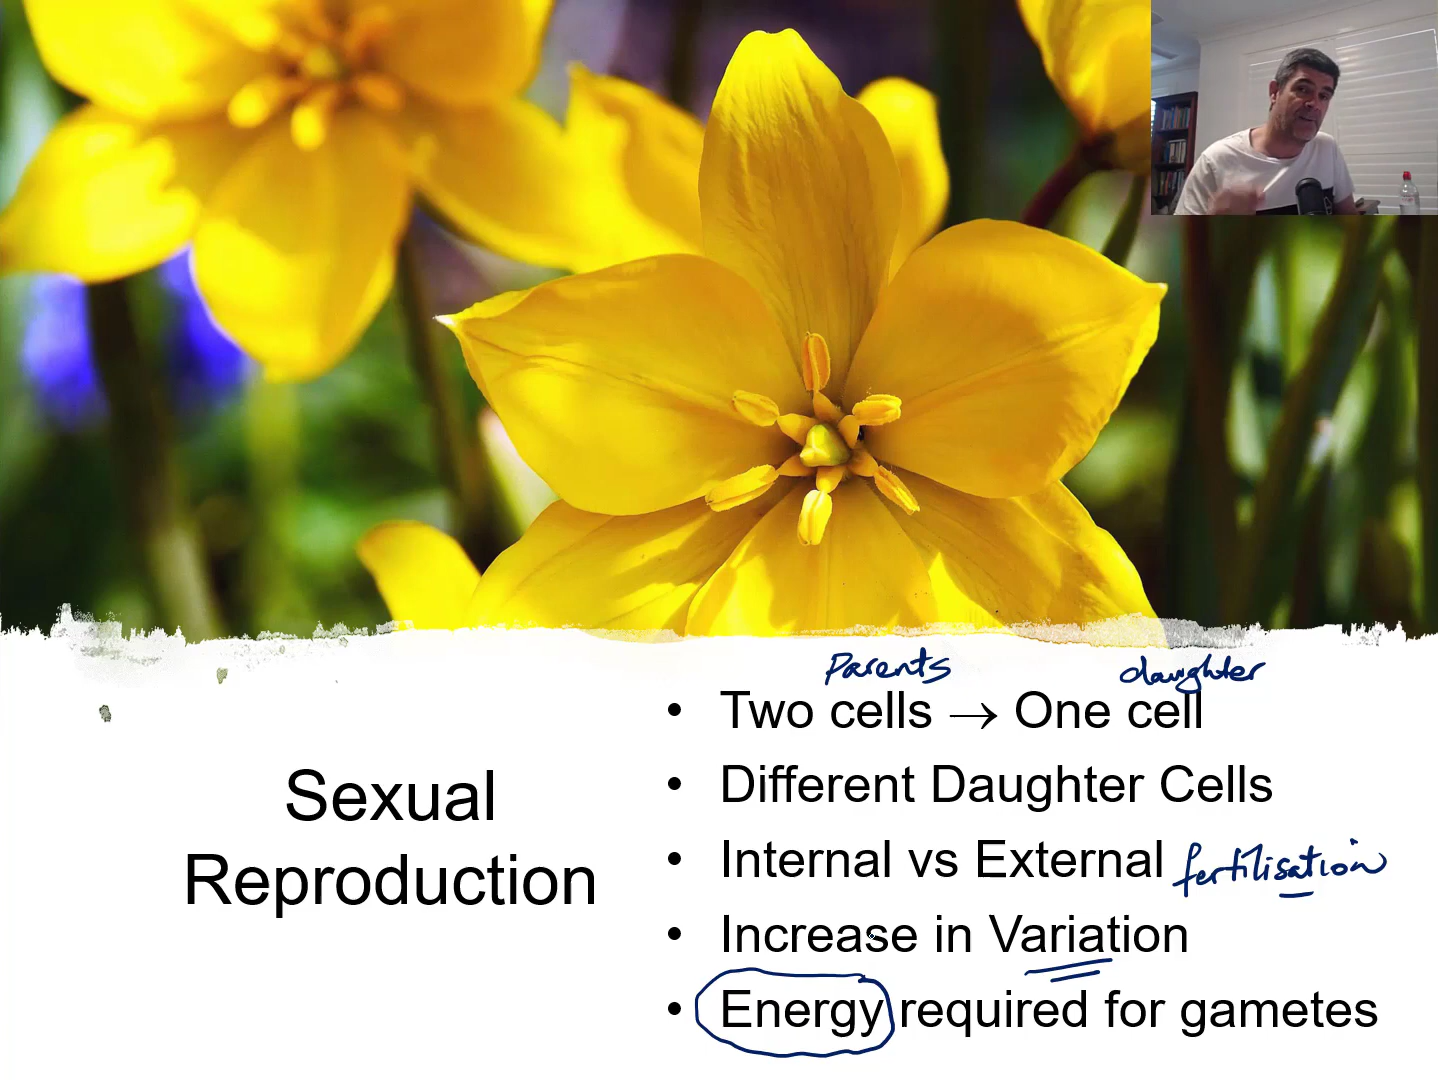 Sexual
Reproduction
Parents daughter
• Two cells → One cell
• Different Daughter Cells
• Internal vs External fertilisation
• Increase in Variation
• Energy required for gametes